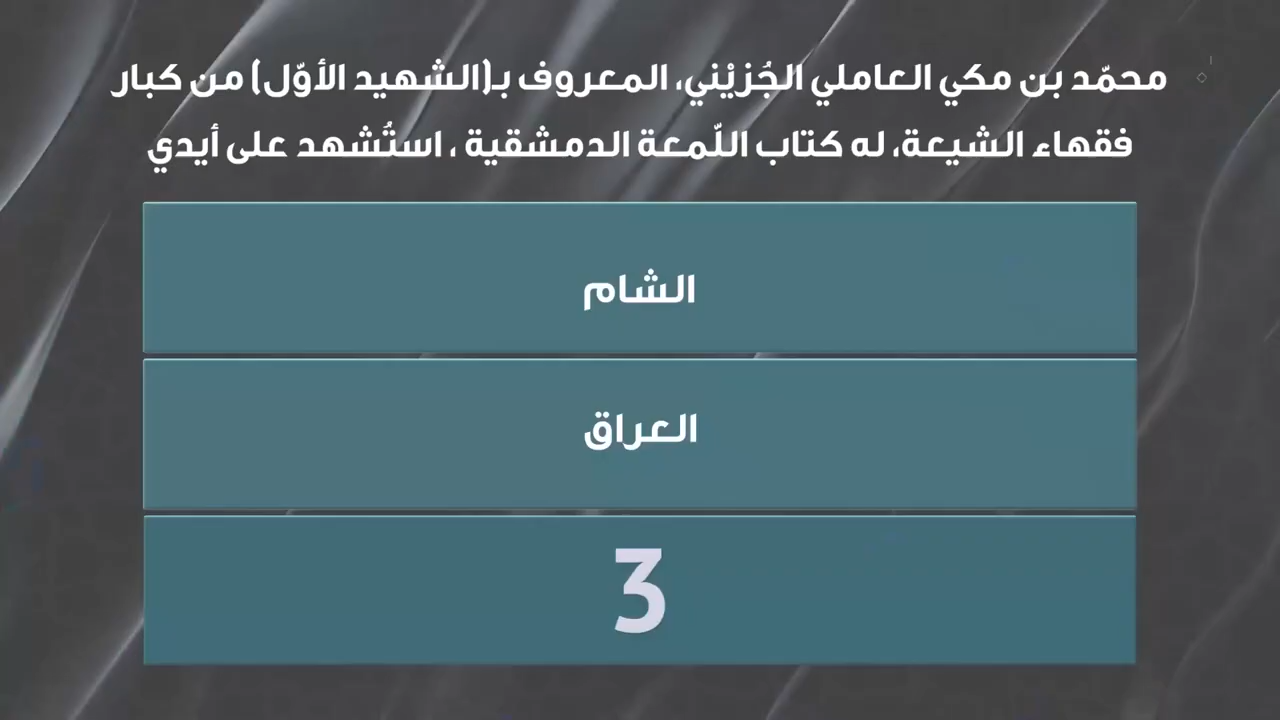 محمّد بن مكي العاملي الجُزيْني، المعروف بـ(الشهيد الأوّل) من كبار
فقهاء الشيعة، له كتاب اللّمعة الدمشقية ، استُشهد على أيدي
الشام
العراق
3